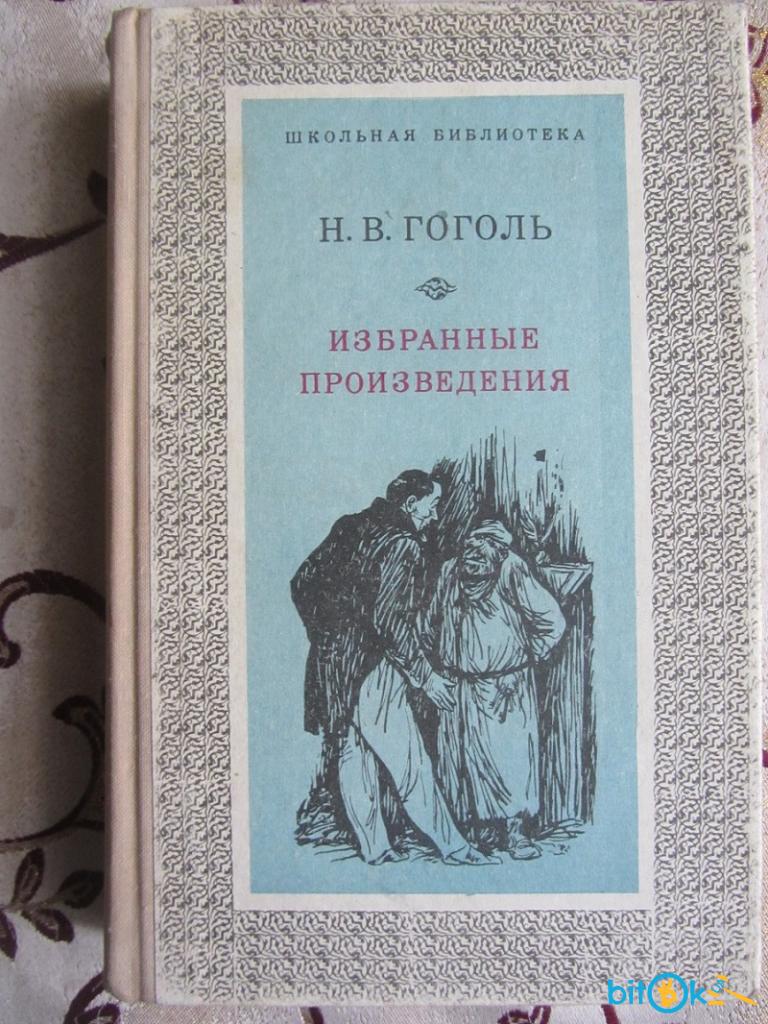 ШКОЛЬНАЯ БИБЛИОТЕКА
Н. В. ГОГОЛЬ
ИЗБРАННЫЕ
ПРОИЗВЕДЕНИЯ
bitOk